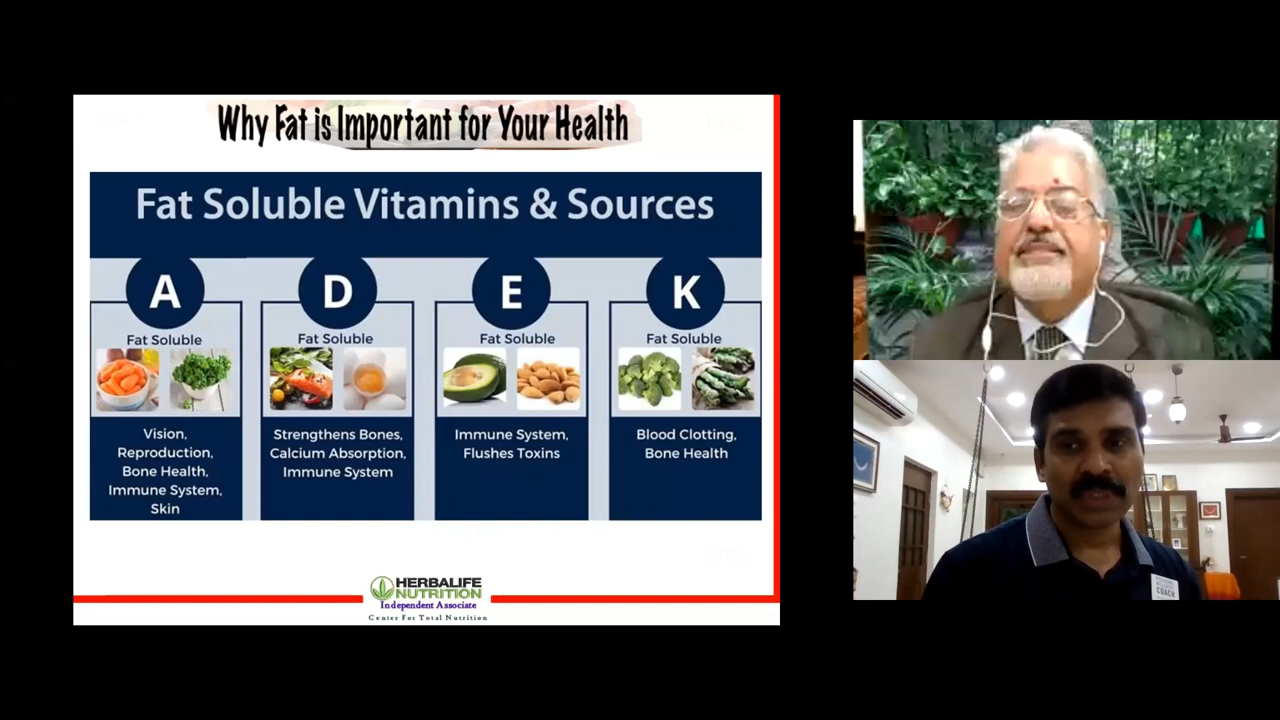 Why Fat is Important for Your Health
Fat Soluble Vitamins & Sources
A
Fat Soluble
Vision,
Reproduction,
Bone Health,
Immune System,
Skin
D
Fat Soluble
Strengthens Bones,
Calcium Absorption,
Immune System
E
Fat Soluble
Immune System,
Flushes Toxins
K
Fat Soluble
Blood Clotting,
Bone Health
HERBALIFE
NUTRITION
Independent Associate
Center For Total Nutrition
COACH